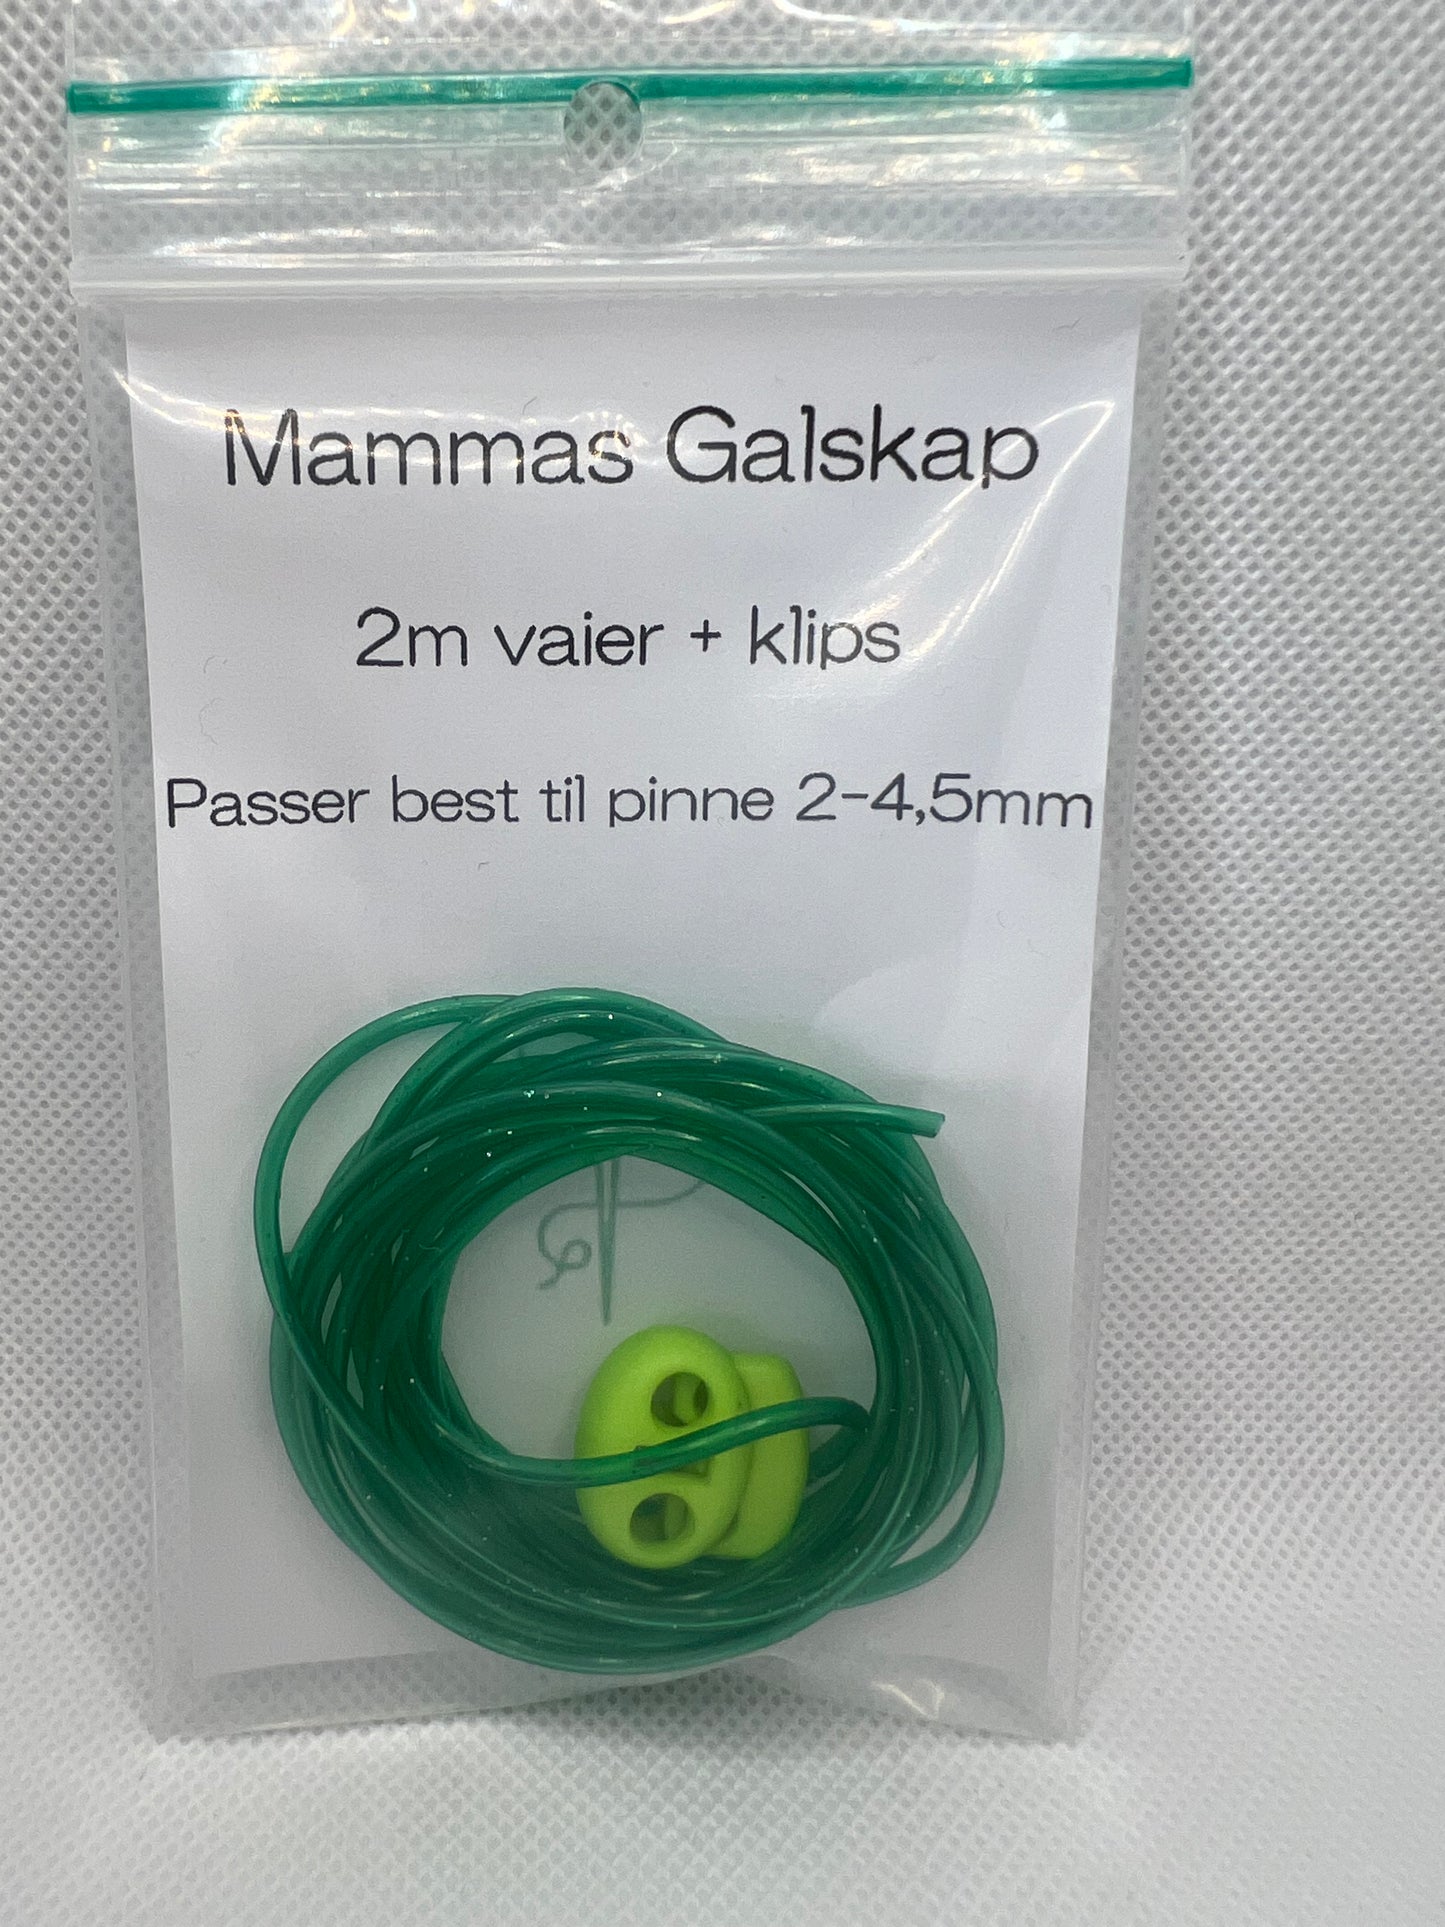 Mammas Galskap
2m vaier + klips
Passer best til pinne 2-4,5mm